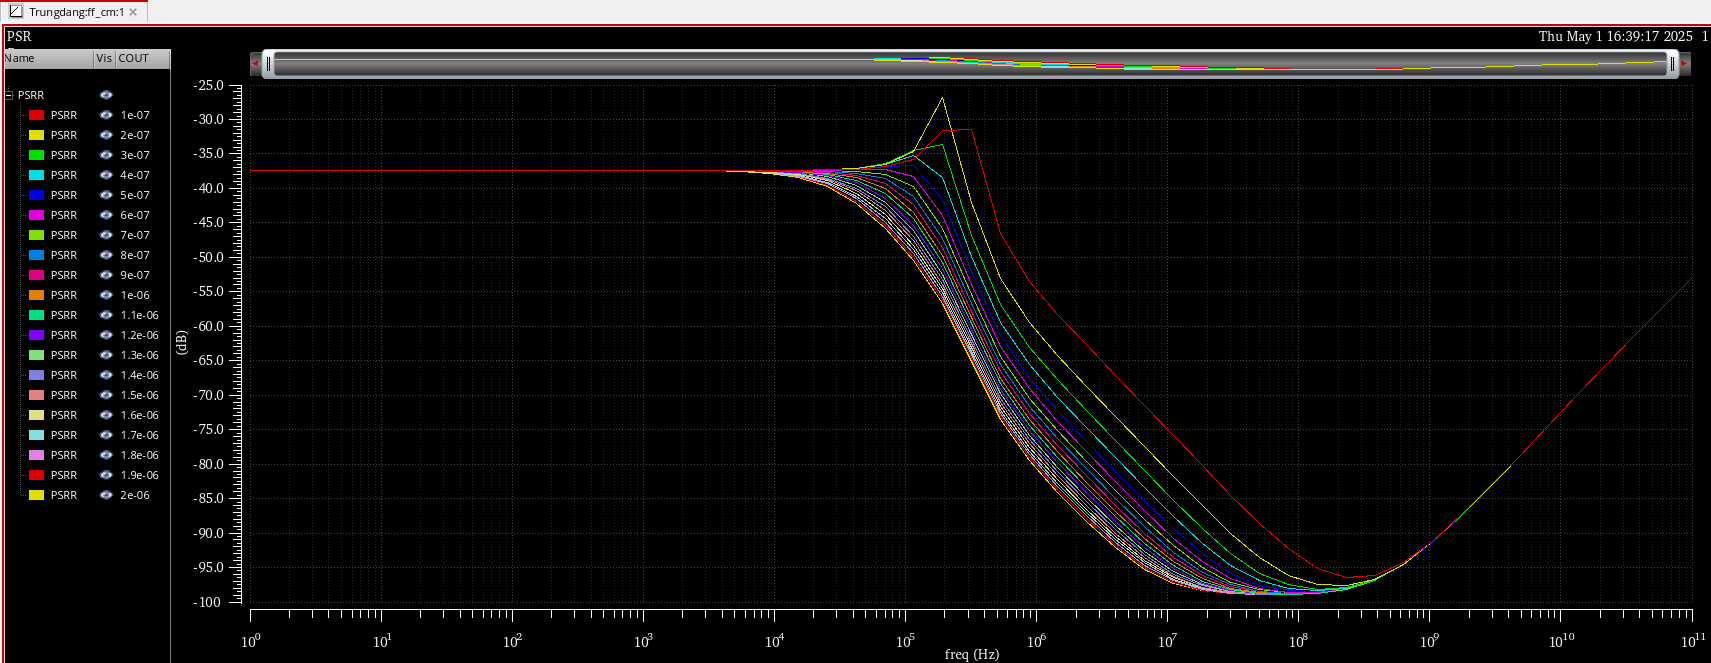 Trungdang:ff_cm:1
PSR
Thu May 1 16:39:17 2025 1
Name Vis COUT
PSRR
PSRR 1e-07
PSRR 2e-07
PSRR 3e-07
PSRR 4e-07
PSRR 5e-07
PSRR 6e-07
PSRR 7e-07
PSRR 8e-07
PSRR 9e-07
PSRR 1e-06
PSRR 1.1e-06
PSRR 1.2e-06
PSRR 1.3e-06
PSRR 1.4e-06
PSRR 1.5e-06
PSRR 1.6e-06
PSRR 1.7e-06
PSRR 1.8e-06
PSRR 1.9e-06
PSRR 2e-06
(dB)
-25.0
-30.0
-35.0
-40.0
-45.0
-50.0
-55.0
-60.0
-65.0
-70.0
-75.0
-80.0
-85.0
-90.0
-95.0
-100
10⁰ 10¹ 10² 10³ 10⁴ 10⁵ 10⁶ 10⁷ 10⁸ 10⁹ 10¹⁰ 10¹¹
freq (Hz)